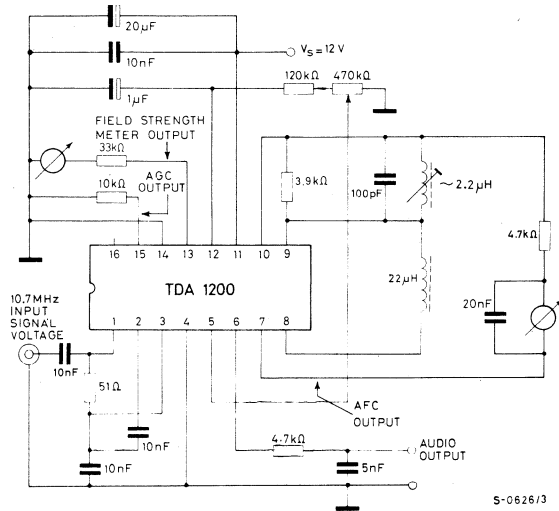 20µF
10nF
Vs = 12 V
1µF
120kΩ
470kΩ
FIELD STRENGTH
METER OUTPUT
33kΩ
AGC
OUTPUT
10kΩ
3.9kΩ
100pF
~ 2.2µH
4.7kΩ
16 15 14 13 12 11 10 9
TDA 1200
22µH
20nF
10.7MHz
INPUT
SIGNAL
VOLTAGE
1 2 3 4 5 6 7 8
10nF
51Ω
10nF
10nF
AFC
OUTPUT
4.7kΩ
AUDIO
OUTPUT
5nF
S-0626/3